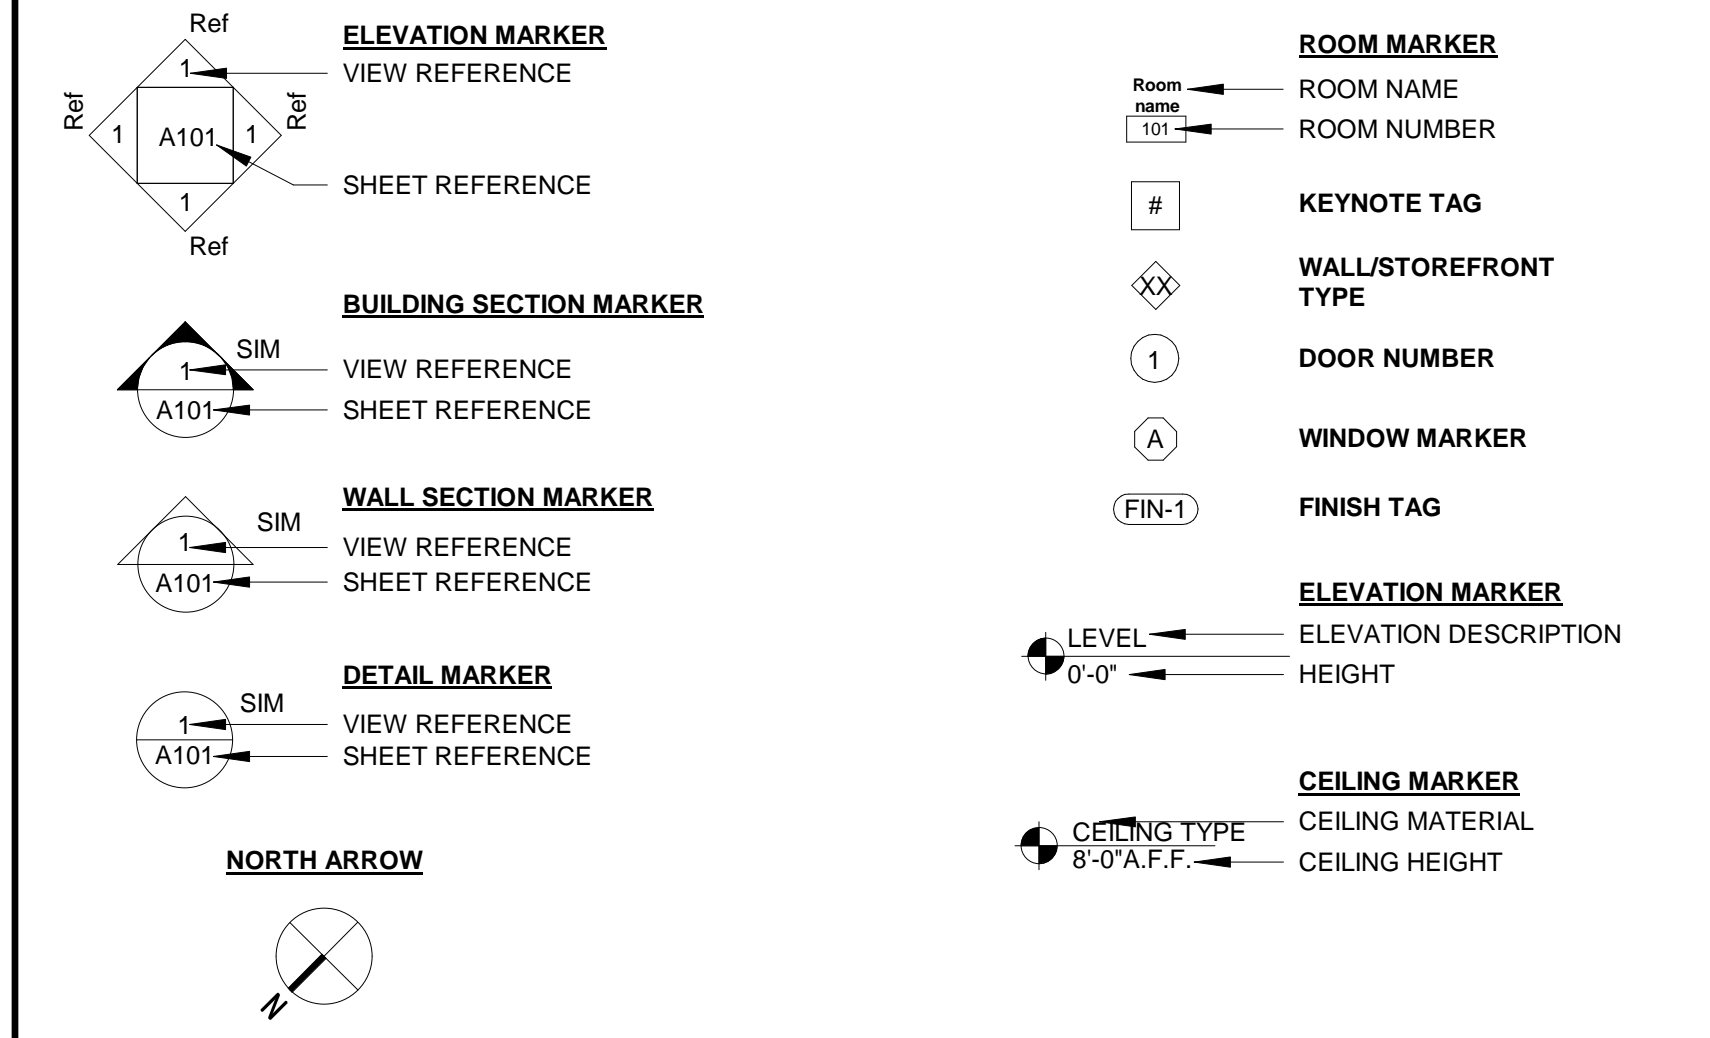 Ref
ELEVATION MARKER
1
VIEW REFERENCE
Ref
Ref
1
A101
1
SHEET REFERENCE
1
Ref
BUILDING SECTION MARKER
SIM
1
VIEW REFERENCE
A101
SHEET REFERENCE
WALL SECTION MARKER
SIM
1
VIEW REFERENCE
A101
SHEET REFERENCE
DETAIL MARKER
SIM
1
VIEW REFERENCE
A101
SHEET REFERENCE
NORTH ARROW
N
ROOM MARKER
Room
name
ROOM NAME
101
ROOM NUMBER
#
KEYNOTE TAG
XX
WALL/STOREFRONT
TYPE
1
DOOR NUMBER
A
WINDOW MARKER
FIN-1
FINISH TAG
ELEVATION MARKER
LEVEL
ELEVATION DESCRIPTION
0'-0"
HEIGHT
CEILING MARKER
CEILING TYPE
CEILING MATERIAL
8'-0"A.F.F.
CEILING HEIGHT